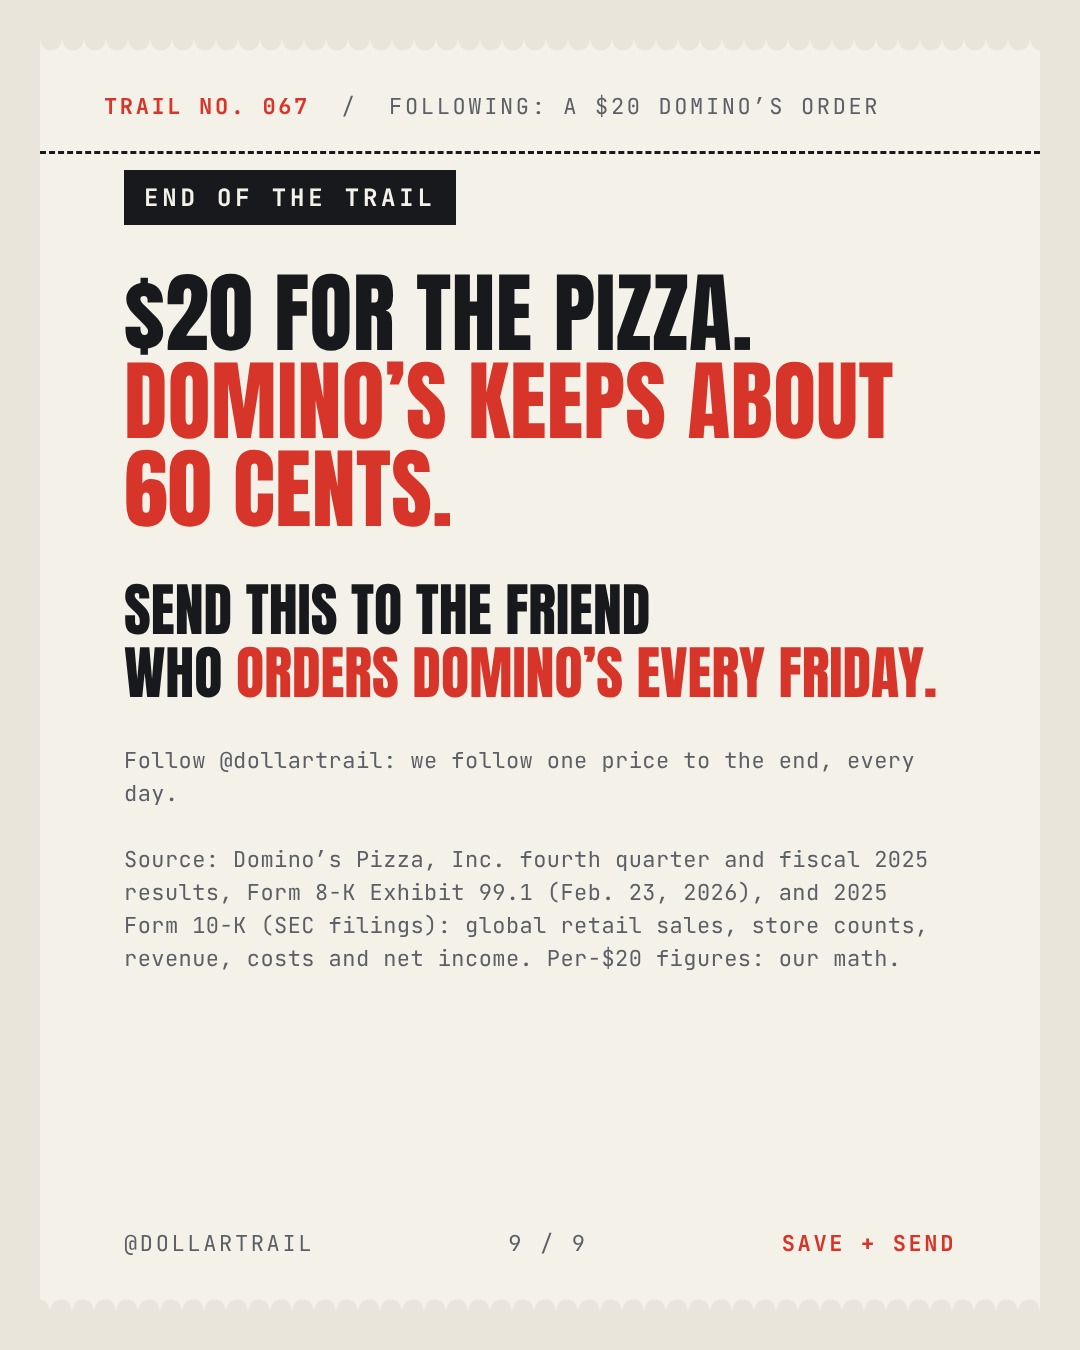 TRAIL NO. 067 / FOLLOWING: A $20 DOMINO’S ORDER
END OF THE TRAIL
$20 FOR THE PIZZA.
DOMINO’S KEEPS ABOUT
60 CENTS.
SEND THIS TO THE FRIEND
WHO ORDERS DOMINO’S EVERY FRIDAY.
Follow @dollartrail: we follow one price to the end, every
day.
Source: Domino’s Pizza, Inc. fourth quarter and fiscal 2025
results, Form 8-K Exhibit 99.1 (Feb. 23, 2026), and 2025
Form 10-K (SEC filings): global retail sales, store counts,
revenue, costs and net income. Per-$20 figures: our math.
@DOLLARTRAIL 9 / 9 SAVE + SEND